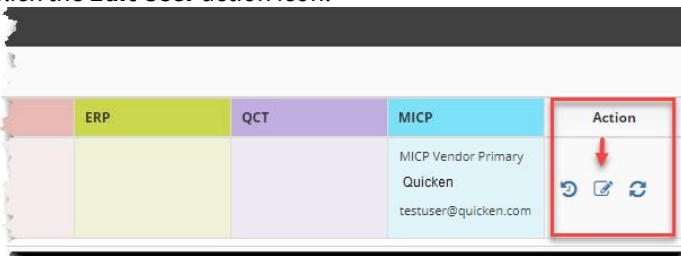 ERP QCT MICP Action
MICP Vendor Primary
Quicken
testuser@quicken.com